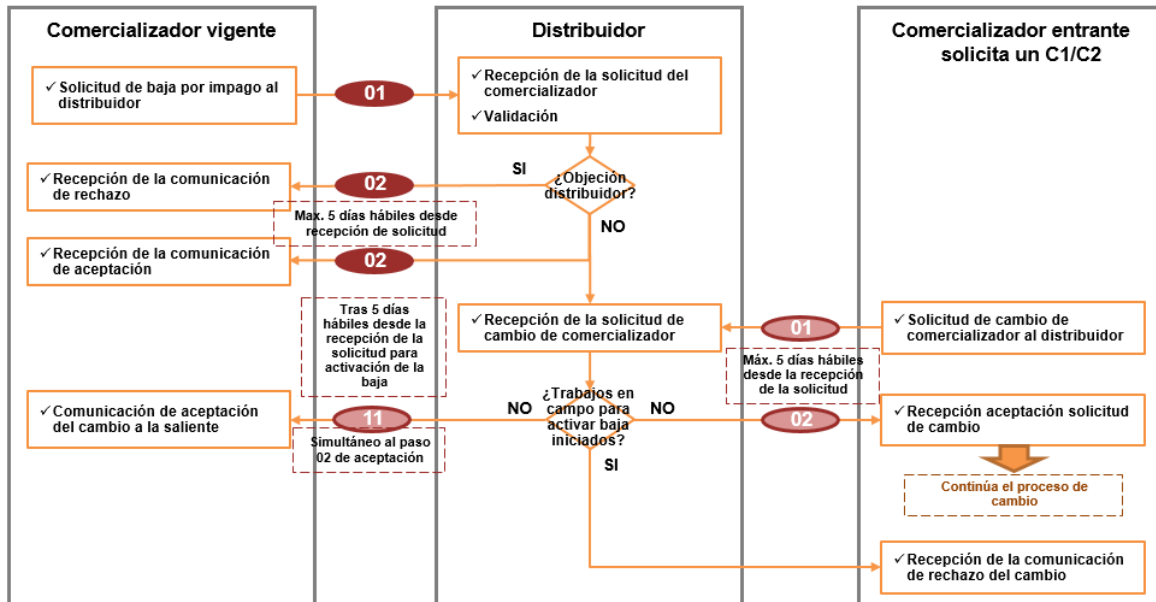 Comercializador vigente
Distribuidor
Comercializador entrante
solicita un C1/C2
✓ Solicitud de baja por impago al
distribuidor
01
✓ Recepción de la solicitud del
comercializador
✓ Validación
SI
¿Objeción
distribuidor?
✓ Recepción de la comunicación
de rechazo
02
Max. 5 días hábiles desde
recepción de solicitud
NO
✓ Recepción de la comunicación
de aceptación
02
Tras 5 días
hábiles desde la
recepción de la
solicitud para
activación de la
baja
✓ Recepción de la solicitud de
cambio de comercializador
01
✓ Solicitud de cambio de
comercializador al distribuidor
Máx. 5 días hábiles
desde la recepción
de la solicitud
✓ Comunicación de aceptación
del cambio a la saliente
11
Simultáneo al paso
02 de aceptación
NO
¿Trabajos en
campo para
activar baja
iniciados?
NO
02
✓ Recepción aceptación solicitud
de cambio
SI
Continúa el proceso de
cambio
✓ Recepción de la comunicación
de rechazo del cambio